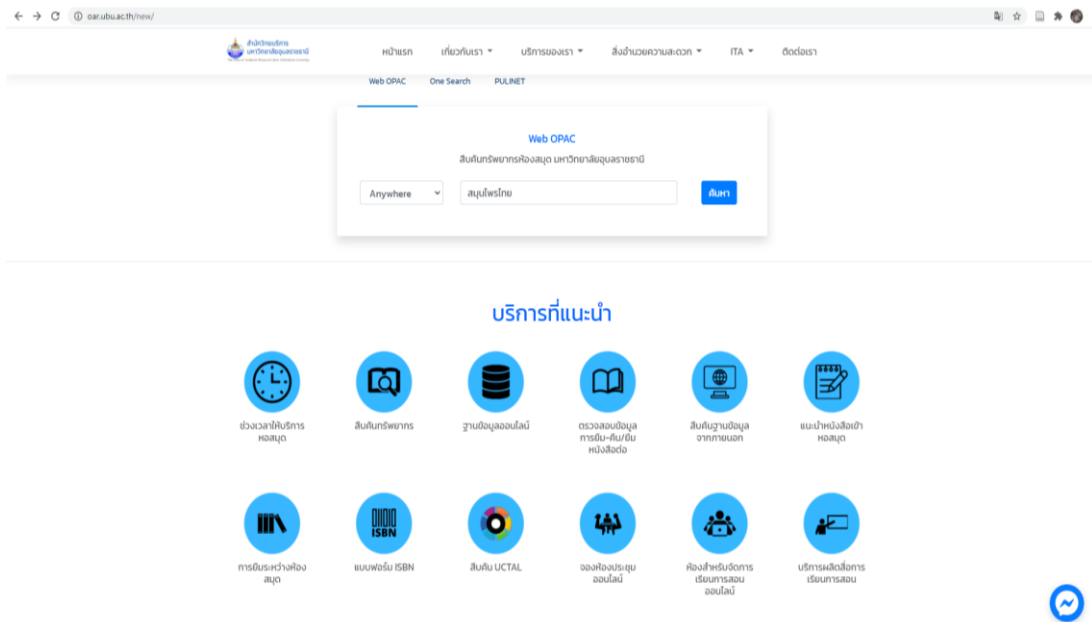 oar.ubu.ac.th/new/
สำนักวิทยบริการ
มหาวิทยาลัยอุบลราชธานี
หน้าแรก เกี่ยวกับเรา บริการของเรา สิ่งอำนวยความสะดวก ITA ติดต่อเรา
Web OPAC One Search PULINET
Web OPAC
สืบค้นทรัพยากรห้องสมุด มหาวิทยาลัยอุบลราชธานี
Anywhere สมุนไพรไทย ค้นหา
บริการที่แนะนำ
ช่วงเวลาให้บริการ
หอสมุด
สืบค้นทรัพยากร
ฐานข้อมูลออนไลน์
ตรวจสอบข้อมูล
การยืม-คืน/ยืม
หนังสือต่อ
สืบค้นฐานข้อมูล
จากภายนอก
แนะนำหนังสือเข้า
หอสมุด
การยืมระหว่างห้อง
สมุด
ISBN
แบบฟอร์ม ISBN
สืบค้น UCTAL
จองห้องประชุม
ออนไลน์
ห้องสำหรับจัดการ
เรียนการสอน
ออนไลน์
บริการผลิตสื่อการ
เรียนการสอน